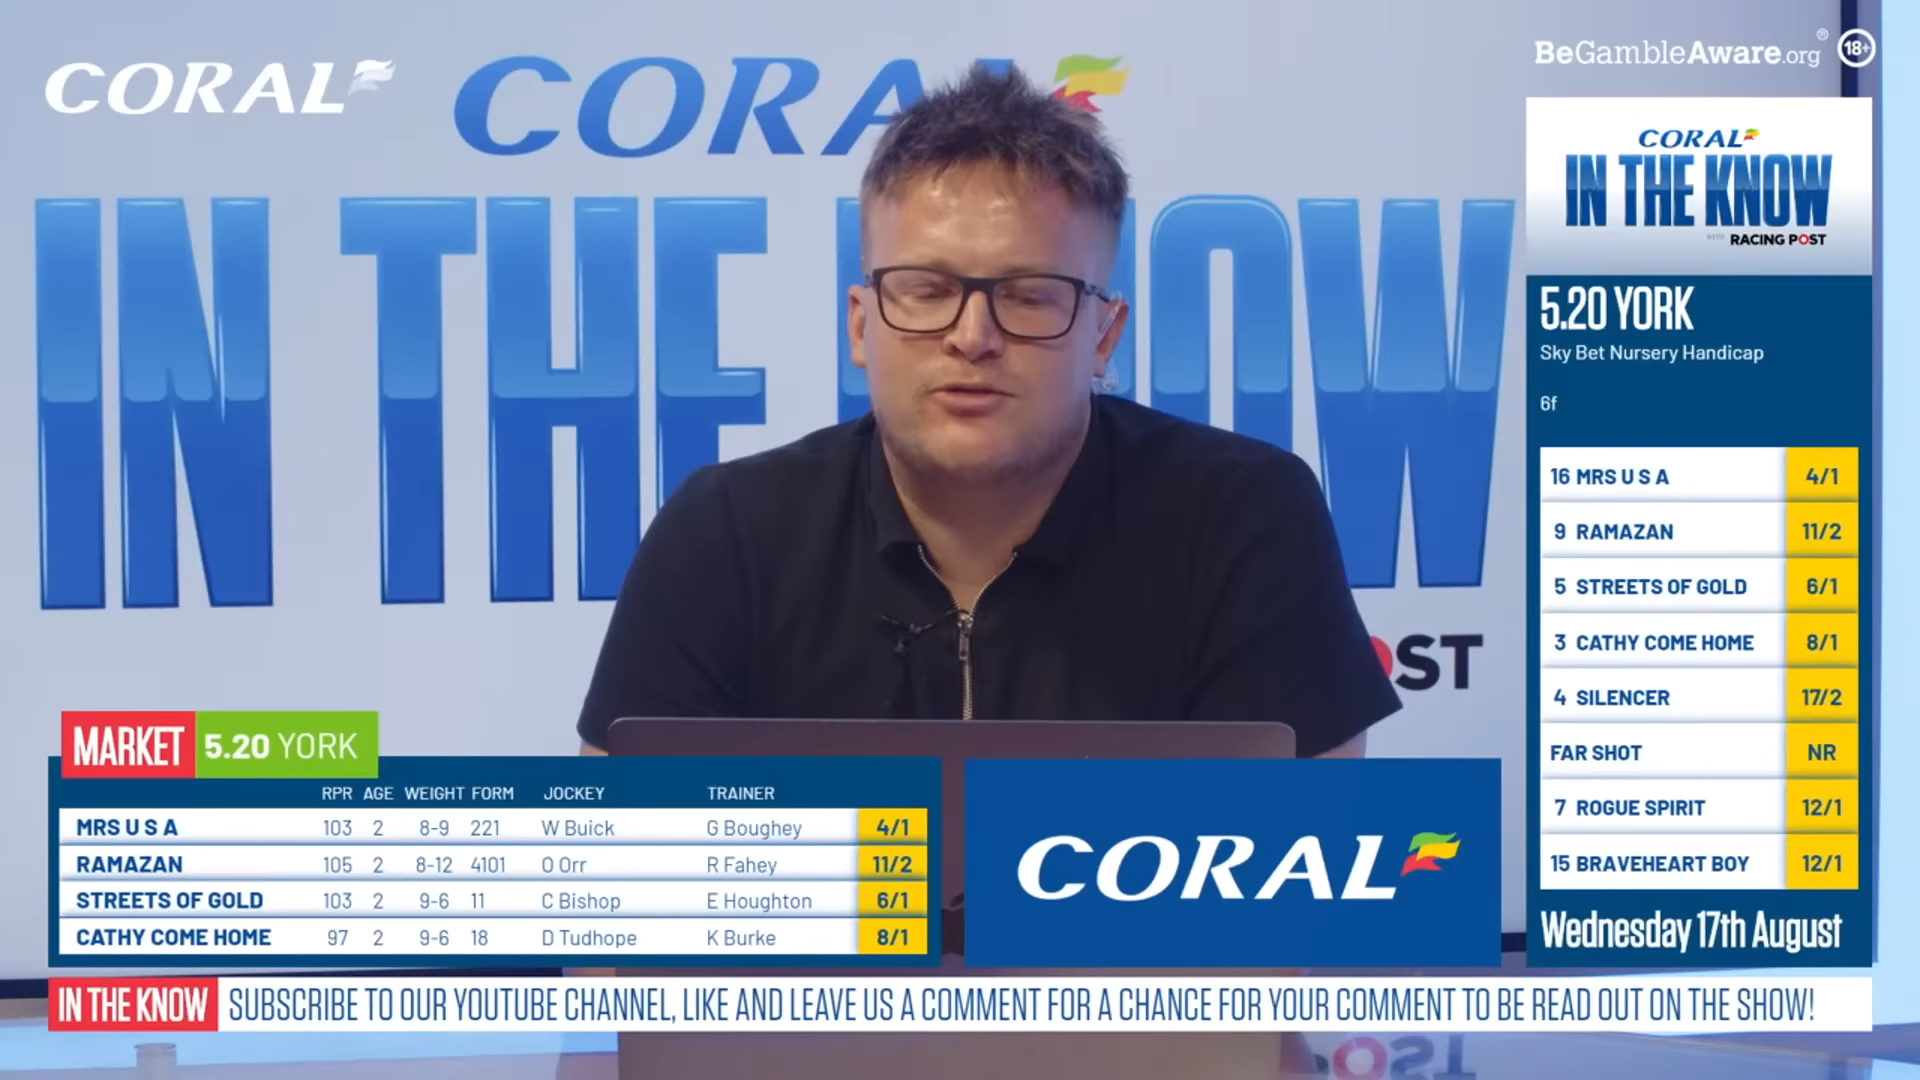 CORAL
CORAL
BeGambleAware.org® 18+
IN THE KNOW
CORAL
IN THE KNOW
WITH RACING POST
5.20 YORK
Sky Bet Nursery Handicap
6f
16 MRS U S A 4/1
9 RAMAZAN 11/2
5 STREETS OF GOLD 6/1
3 CATHY COME HOME 8/1
4 SILENCER 17/2
FAR SHOT NR
7 ROGUE SPIRIT 12/1
15 BRAVEHEART BOY 12/1
Wednesday 17th August
OST
MARKET 5.20 YORK
RPR AGE WEIGHT FORM JOCKEY TRAINER
MRS U S A 103 2 8-9 221 W Buick G Boughey 4/1
RAMAZAN 105 2 8-12 4101 O Orr R Fahey 11/2
STREETS OF GOLD 103 2 9-6 11 C Bishop E Houghton 6/1
CATHY COME HOME 97 2 9-6 18 D Tudhope K Burke 8/1
CORAL
IN THE KNOW SUBSCRIBE TO OUR YOUTUBE CHANNEL, LIKE AND LEAVE US A COMMENT FOR A CHANCE FOR YOUR COMMENT TO BE READ OUT ON THE SHOW!